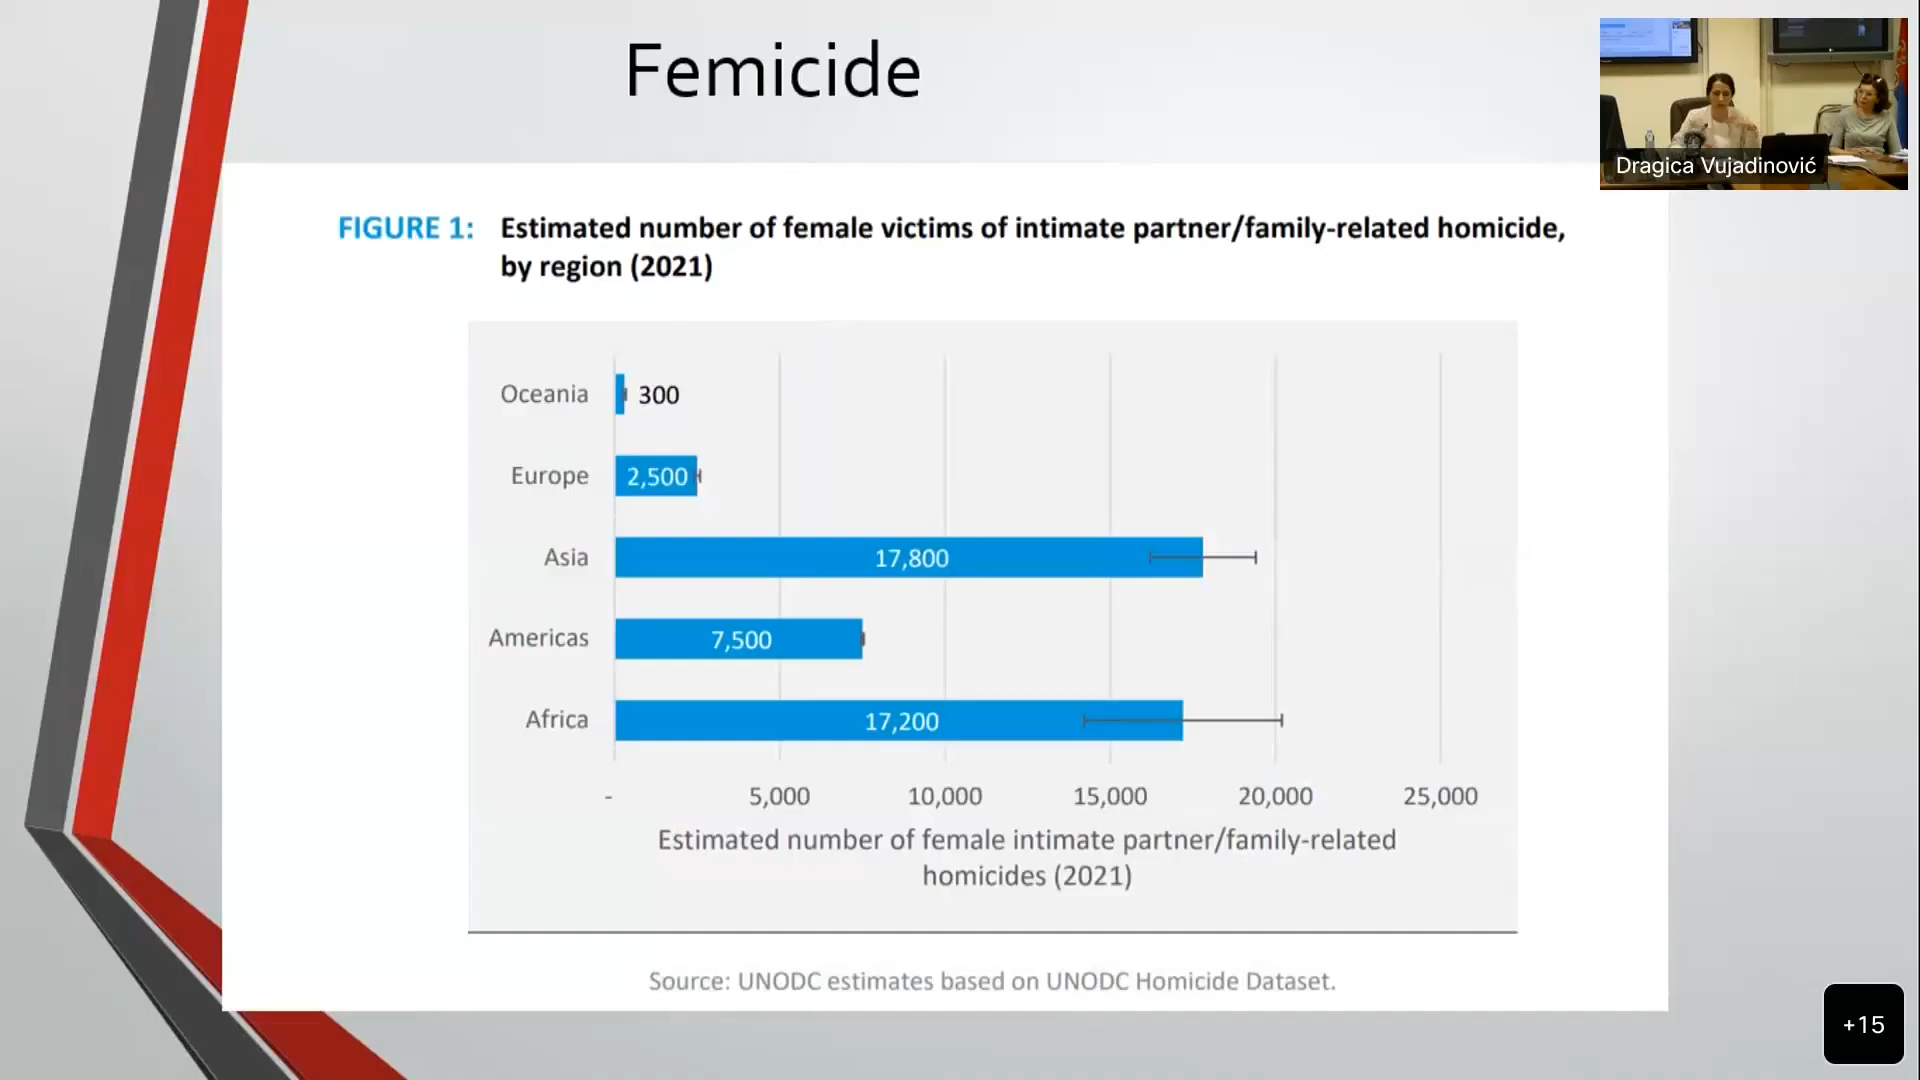 Femicide
Dragica Vujadinović
FIGURE 1: Estimated number of female victims of intimate partner/family-related homicide,
by region (2021)
Oceania 300
Europe 2,500
Asia 17,800
Americas 7,500
Africa 17,200
- 5,000 10,000 15,000 20,000 25,000
Estimated number of female intimate partner/family-related
homicides (2021)
Source: UNODC estimates based on UNODC Homicide Dataset.
+15